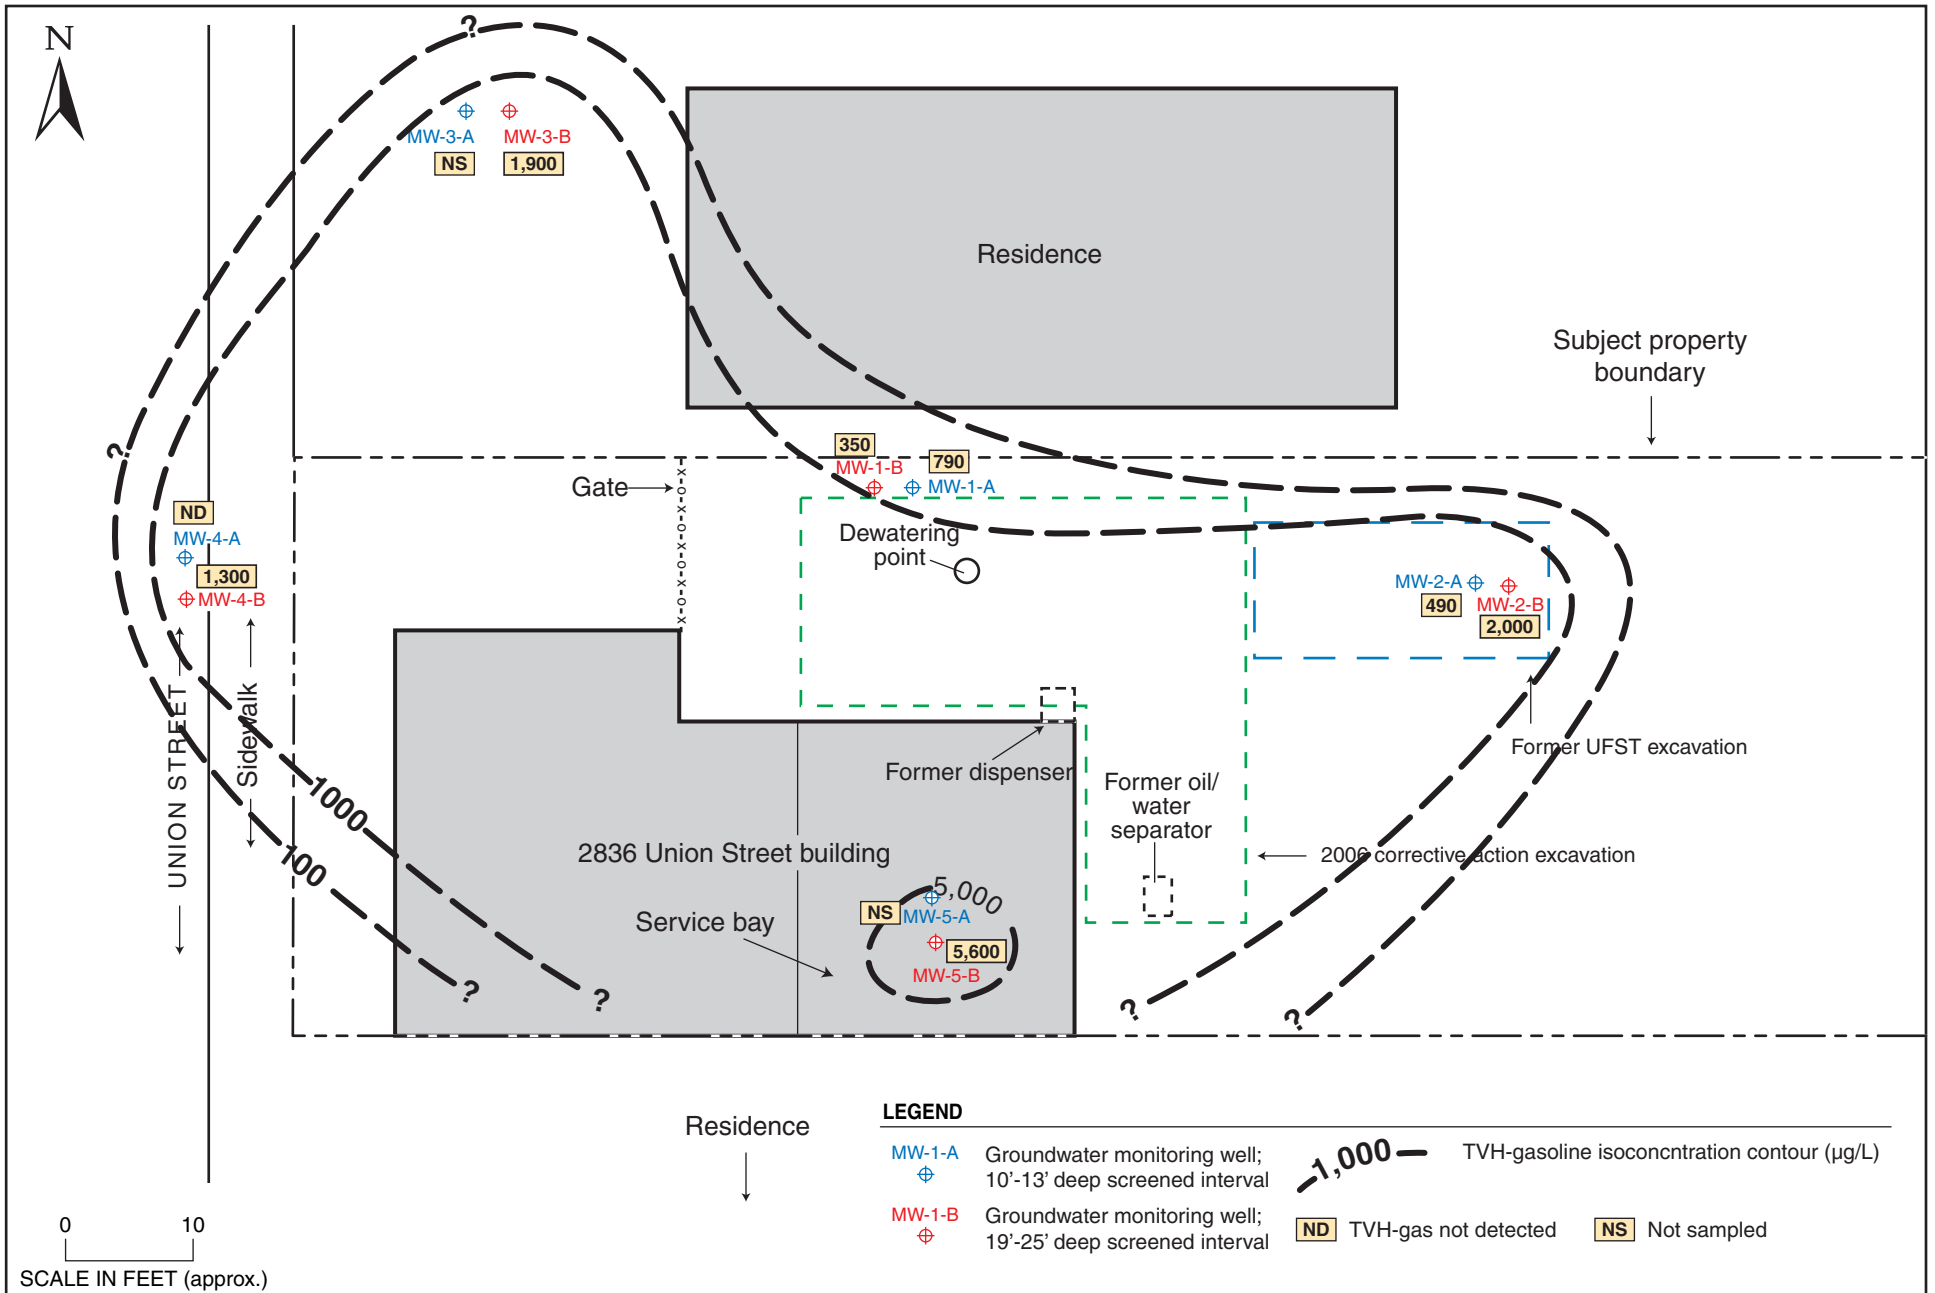 N
?
MW-3-A
MW-3-B
NS
1,900
Residence
Subject property
boundary
?
350
MW-1-B
790
MW-1-A
Gate
x o x o x o x o x o x o x o x o x
Dewatering
point
ND
MW-4-A
1,300
MW-4-B
MW-2-A
490
MW-2-B
2,000
UNION STREET
Sidewalk
Former UFST excavation
Former dispenser
Former oil/
water
separator
1000
100
2836 Union Street building
2006 corrective action excavation
5,000
NS
MW-5-A
Service bay
5,600
MW-5-B
?
?
?
?
Residence
LEGEND
MW-1-A
Groundwater monitoring well;
10’-13’ deep screened interval
MW-1-B
Groundwater monitoring well;
19’-25’ deep screened interval
1,000
TVH-gasoline isoconcntration contour (µg/L)
ND
TVH-gas not detected
NS
Not sampled
0 10
SCALE IN FEET (approx.)